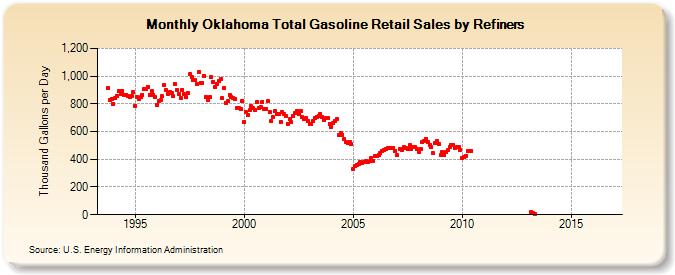 Monthly Oklahoma Total Gasoline Retail Sales by Refiners
Thousand Gallons per Day
1,200
1,000
800
600
400
200
0
1995 2000 2005 2010 2015
Source: U.S. Energy Information Administration